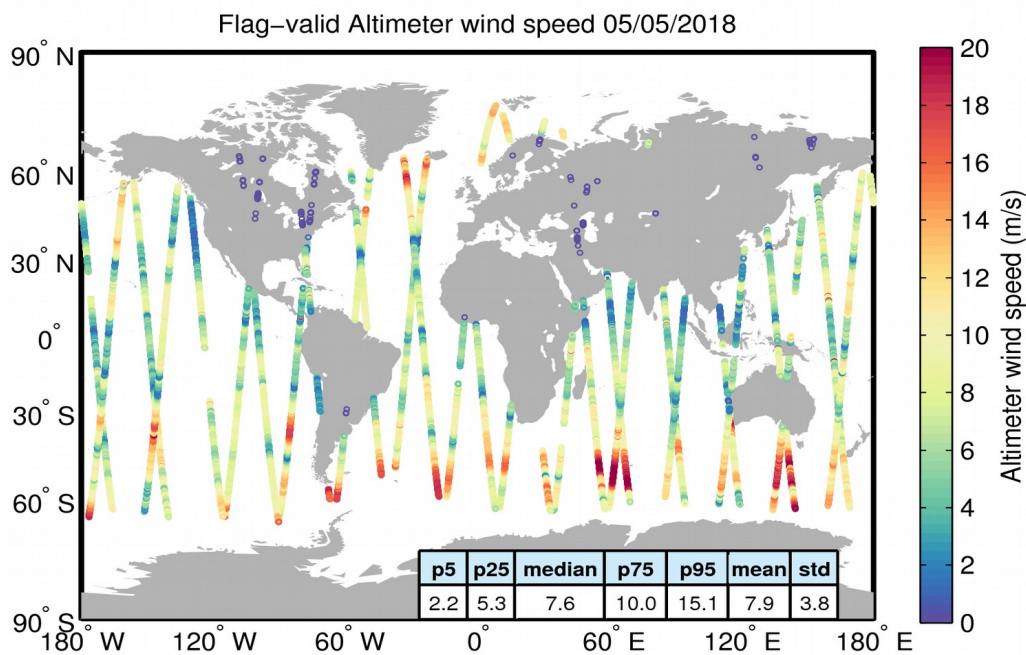 Flag−valid Altimeter wind speed 05/05/2018
90° N
60° N
30° N
0°
30° S
60° S
90° S
180° W
120° W
60° W
0°
60° E
120° E
180° E
p5 p25 median p75 p95 mean std
2.2 5.3 7.6 10.0 15.1 7.9 3.8
20
18
16
14
12
10
8
6
4
2
0
Altimeter wind speed (m/s)